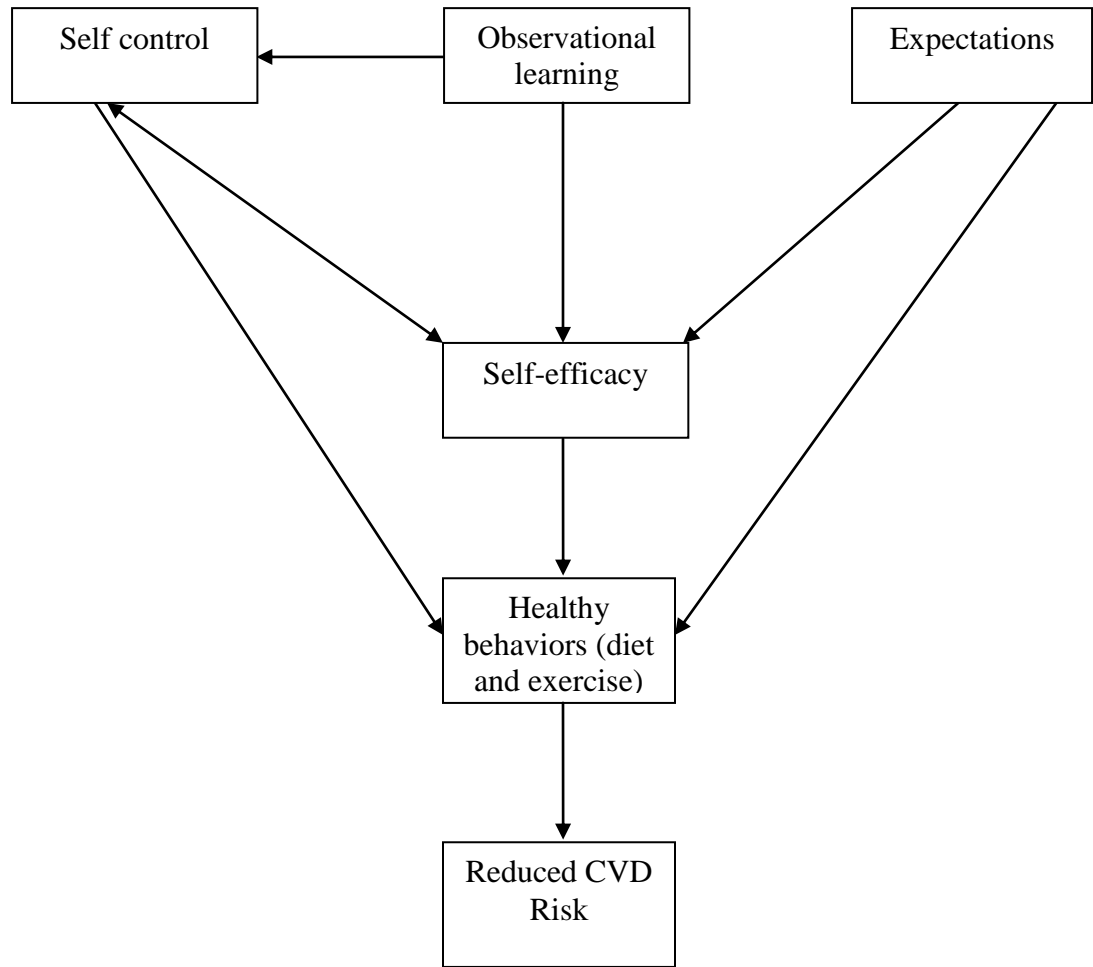 Self control
Observational
learning
Expectations
Self-efficacy
Healthy
behaviors (diet
and exercise)
Reduced CVD
Risk